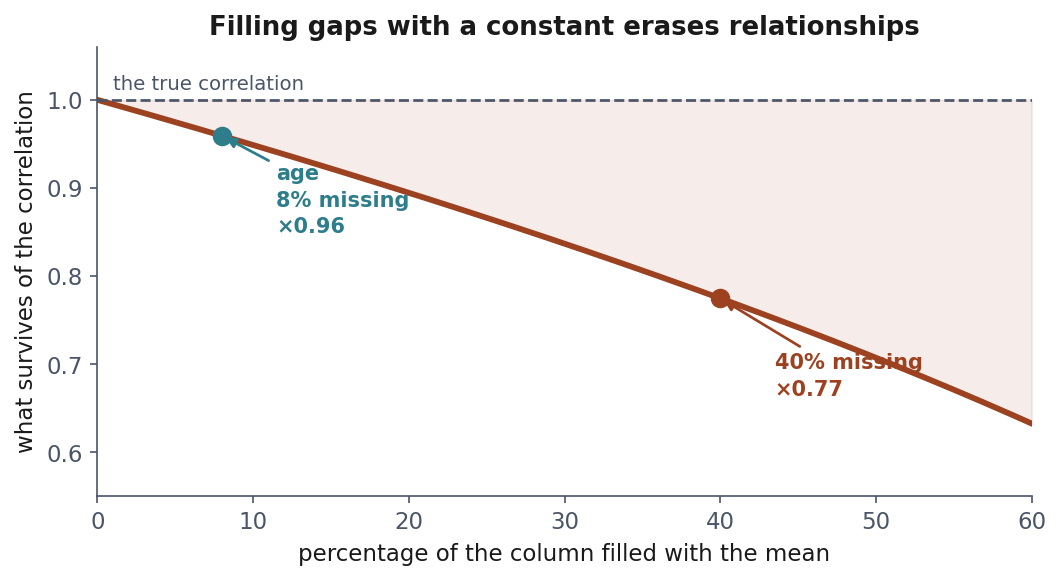 Filling gaps with a constant erases relationships
the true correlation
what survives of the correlation
1.0
0.9
0.8
0.7
0.6
age
8% missing
×0.96
40% missing
×0.77
0
10
20
30
40
50
60
percentage of the column filled with the mean